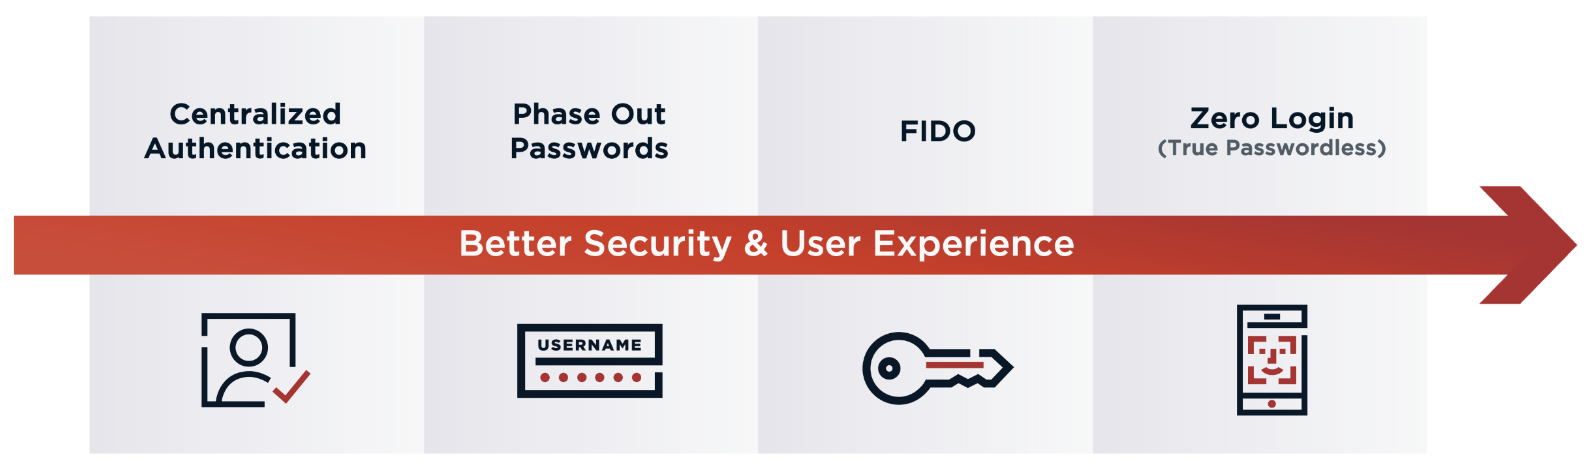 Centralized
Authentication
Phase Out
Passwords
FIDO
Zero Login
(True Passwordless)
Better Security & User Experience
USERNAME